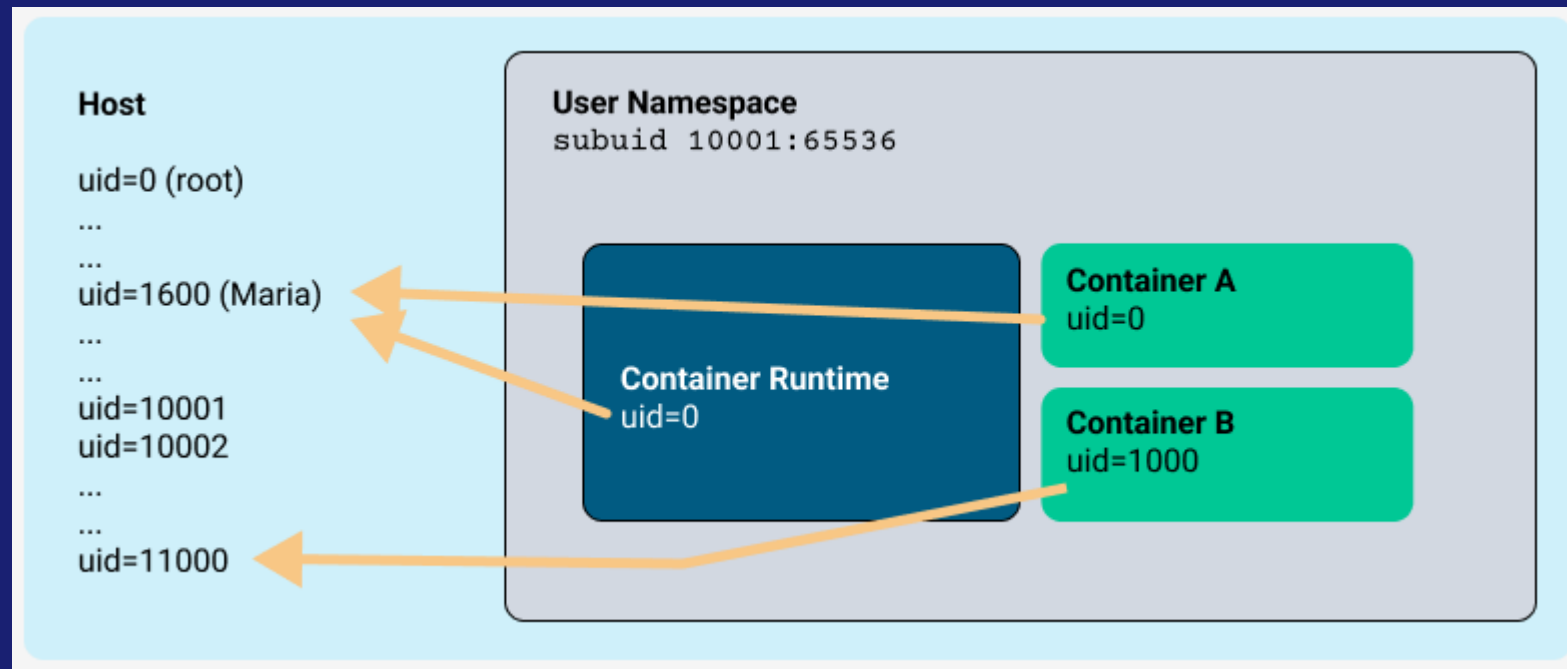 Host
uid=0 (root)
...
...
uid=1600 (Maria)
...
...
uid=10001
uid=10002
...
...
uid=11000
User Namespace
subuid 10001:65536
Container Runtime
uid=0
Container A
uid=0
Container B
uid=1000